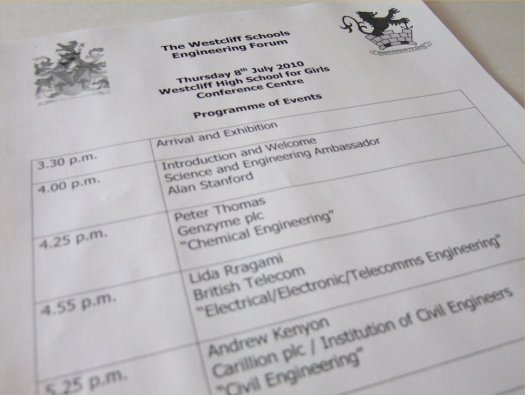 The Westcliff Schools
Engineering Forum
Thursday 8th July 2010
Westcliff High School for Girls
Conference Centre
Programme of Events
3.30 p.m.
Arrival and Exhibition
4.00 p.m.
Introduction and Welcome
Science and Engineering Ambassador
Alan Stanford
4.25 p.m.
Peter Thomas
Genzyme plc
“Chemical Engineering”
4.55 p.m.
Lida Rragami
British Telecom
“Electrical/Electronic/Telecomms Engineering”
5.25 p.m.
Andrew Kenyon
Carillion plc / Institution of Civil Engineers
“Civil Engineering”